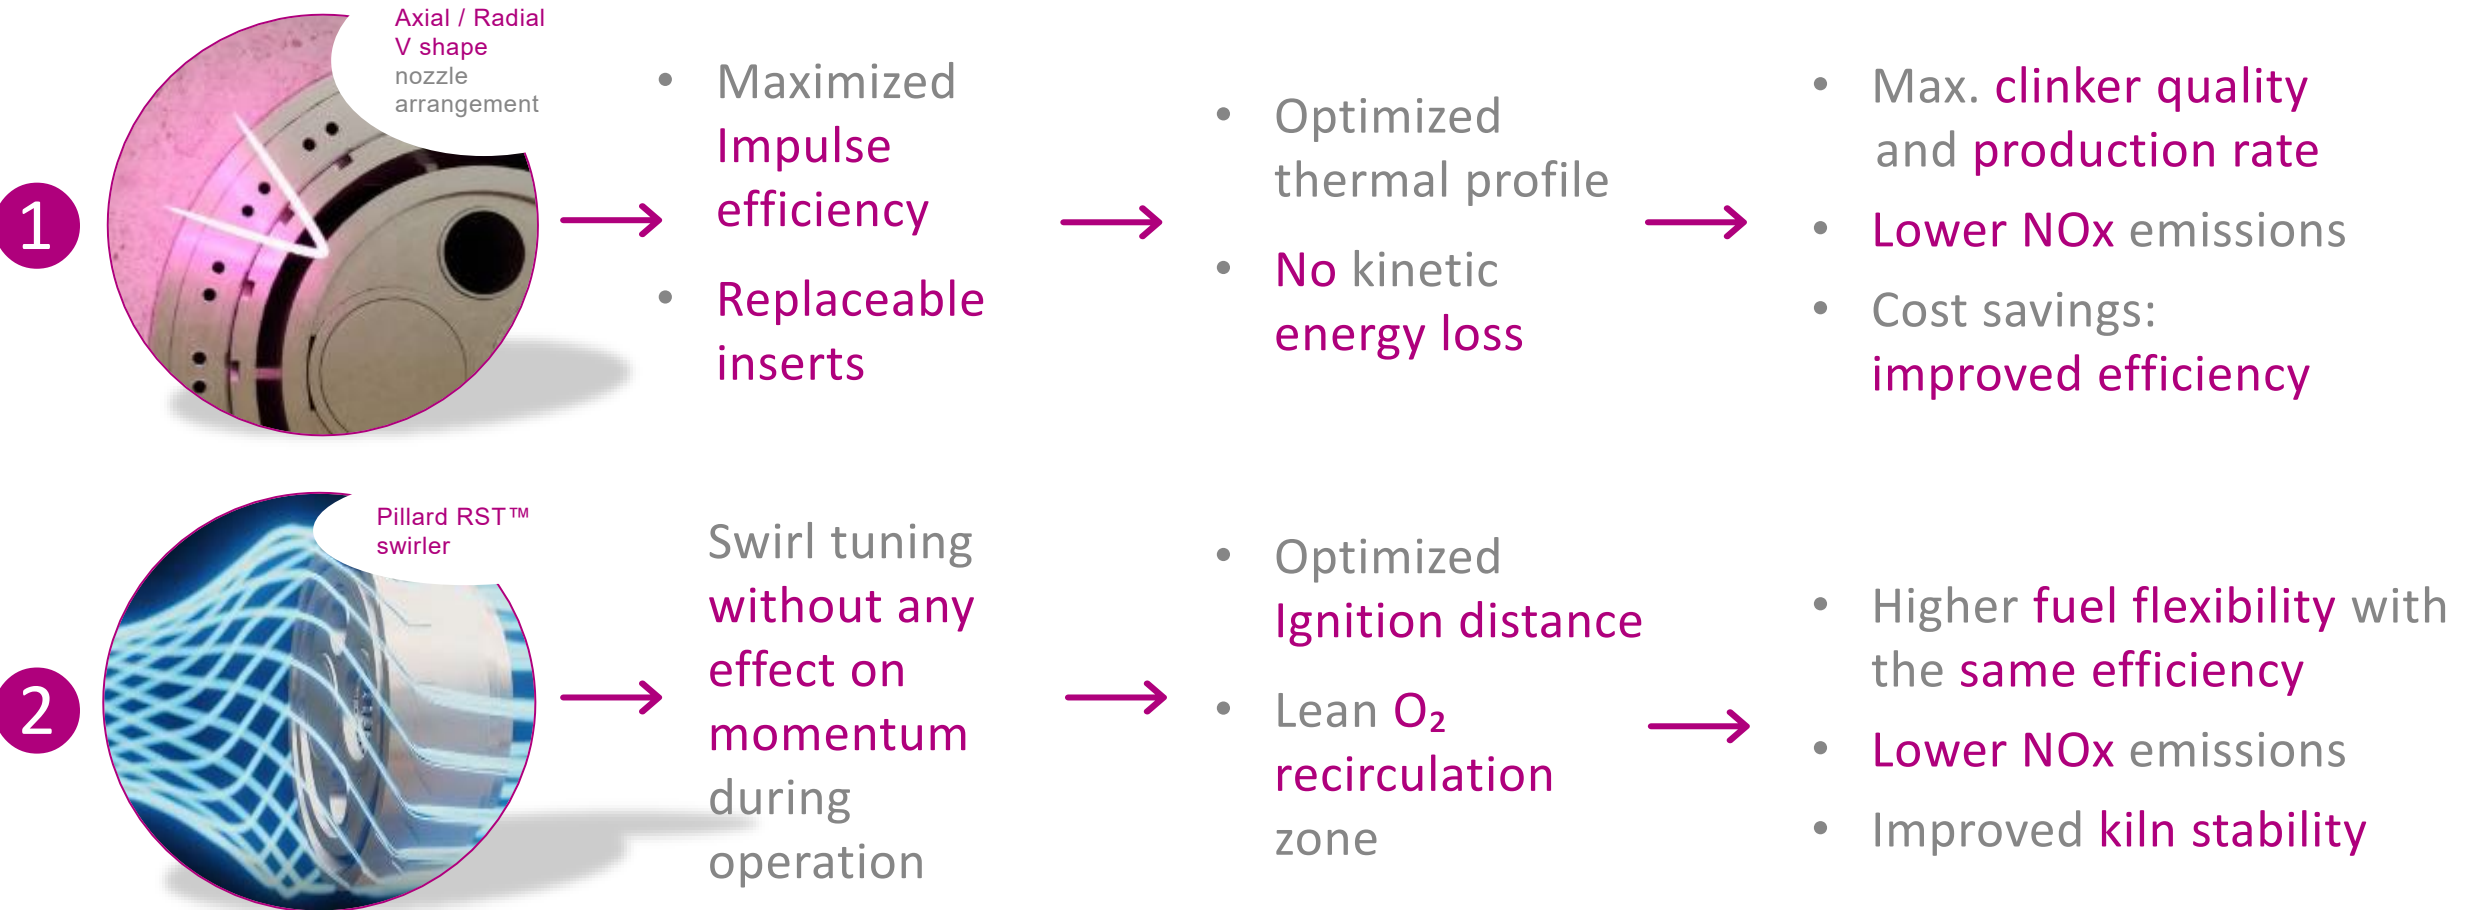 Axial / Radial
V shape
nozzle
arrangement
1
• Maximized
Impulse
efficiency
• Replaceable
inserts
• Optimized
thermal profile
• No kinetic
energy loss
• Max. clinker quality
and production rate
• Lower NOx emissions
• Cost savings:
improved efficiency
Pillard RST™
swirler
2
Swirl tuning
without any
effect on
momentum
during
operation
• Optimized
Ignition distance
• Lean O₂
recirculation
zone
• Higher fuel flexibility with
the same efficiency
• Lower NOx emissions
• Improved kiln stability